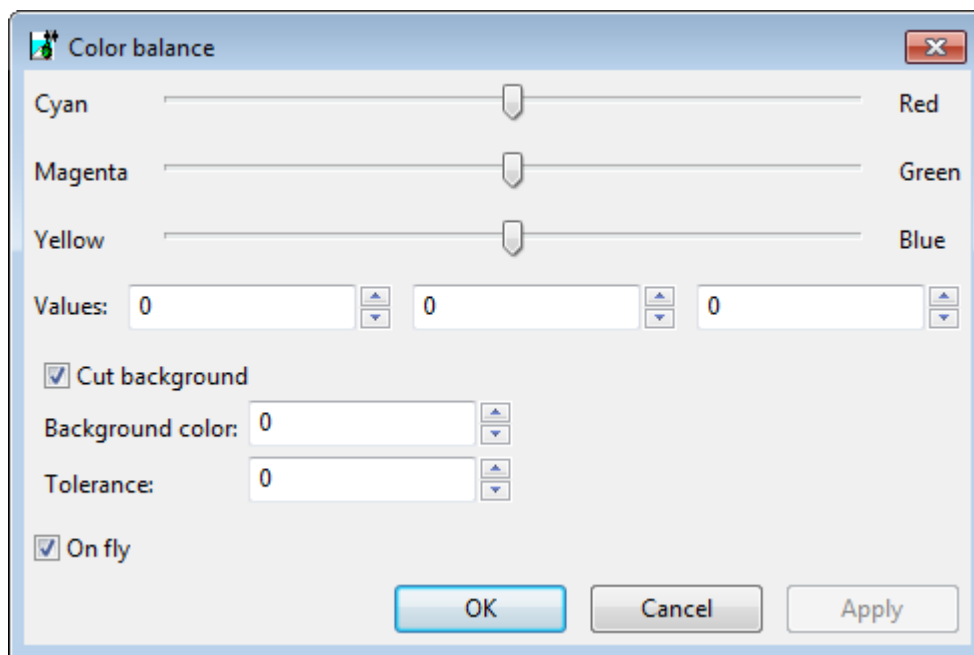 Color balance
Cyan Red
Magenta Green
Yellow Blue
Values: 0 0 0
Cut background
Background color: 0
Tolerance: 0
On fly
OK Cancel Apply